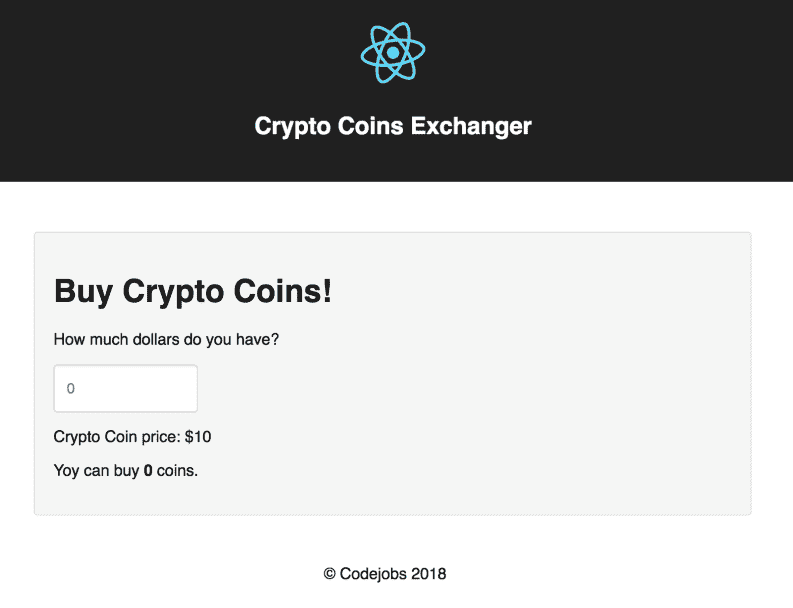 Crypto Coins Exchanger
Buy Crypto Coins!
How much dollars do you have?
0
Crypto Coin price: $10
Yoy can buy 0 coins.
© Codejobs 2018